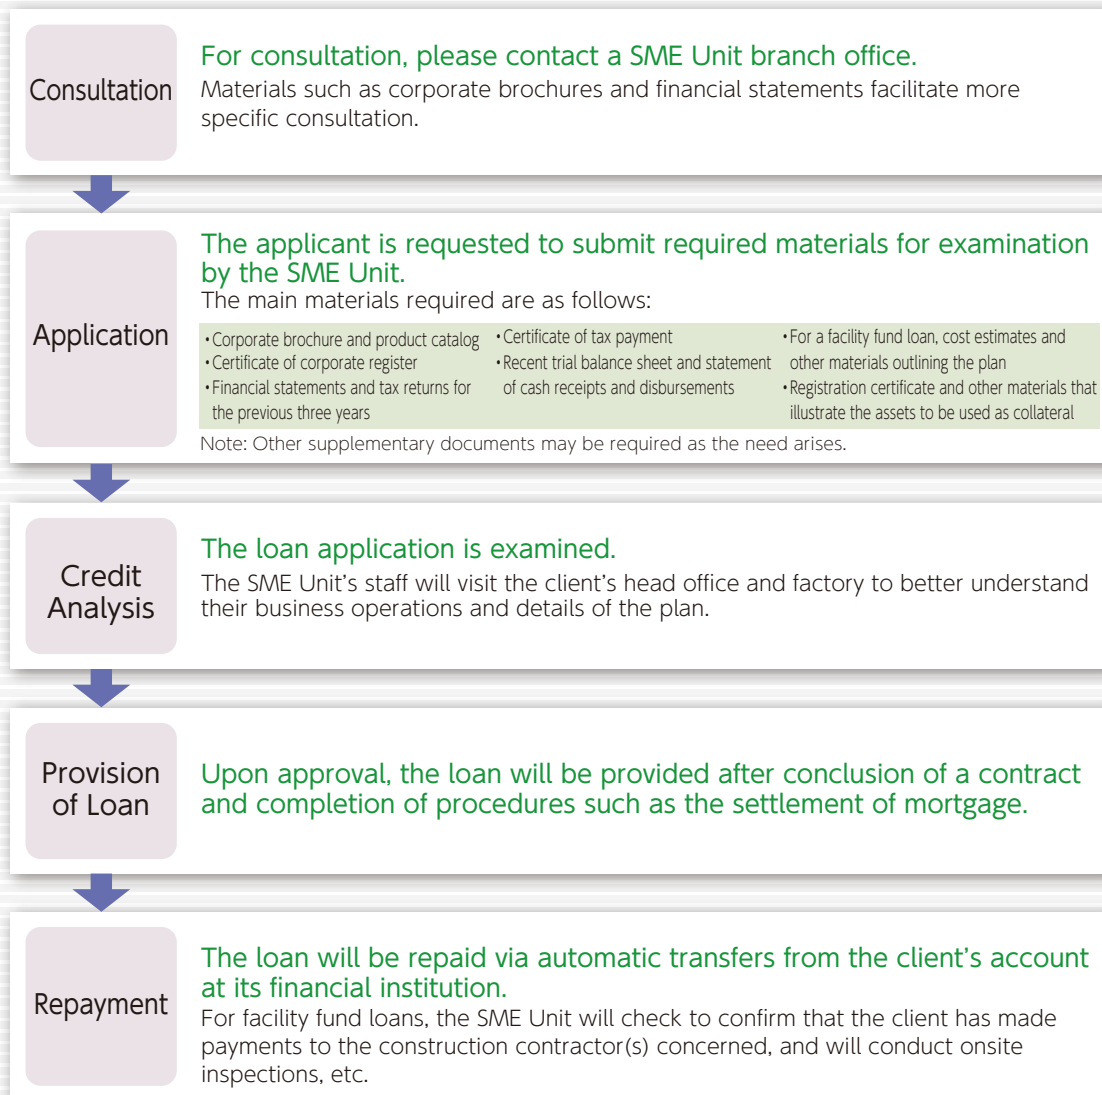 Consultation
For consultation, please contact a SME Unit branch office.
Materials such as corporate brochures and financial statements facilitate more
specific consultation.
Application
The applicant is requested to submit required materials for examination
by the SME Unit.
The main materials required are as follows:
・Corporate brochure and product catalog
・Certificate of corporate register
・Financial statements and tax returns for
the previous three years
・Certificate of tax payment
・Recent trial balance sheet and statement
of cash receipts and disbursements
・For a facility fund loan, cost estimates and
other materials outlining the plan
・Registration certificate and other materials that
illustrate the assets to be used as collateral
Note: Other supplementary documents may be required as the need arises.
Credit
Analysis
The loan application is examined.
The SME Unit's staff will visit the client's head office and factory to better understand
their business operations and details of the plan.
Provision
of Loan
Upon approval, the loan will be provided after conclusion of a contract
and completion of procedures such as the settlement of mortgage.
Repayment
The loan will be repaid via automatic transfers from the client's account
at its financial institution.
For facility fund loans, the SME Unit will check to confirm that the client has made
payments to the construction contractor(s) concerned, and will conduct onsite
inspections, etc.